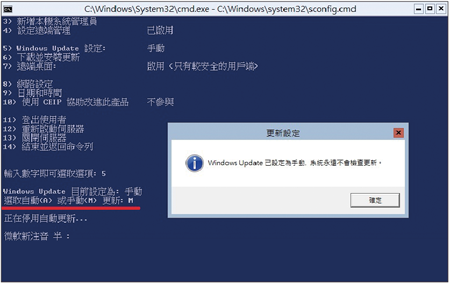 C:\Windows\System32\cmd.exe - C:\Windows\system32\sconfig.cmd
3) 新增本機系統管理員
4) 設定遠端管理 已啟用
5) Windows Update 設定: 手動
6) 下載並安裝更新
7) 遠端桌面: 啟用 <只有較安全的用戶端>
8) 網路設定
9) 日期和時間
10) 使用 CEIP 協助改進此產品 不參與
11) 登出使用者
12) 重新啟動伺服器
13) 關閉伺服器
14) 結束並返回命令列
輸入數字即可選取選項: 5
Windows Update 目前設定為: 手動
選取自動(A) 或手動(M) 更新: M
正在停用自動更新...
微軟新注音 半 :
更新設定
Windows Update 已設定為手動. 系統永遠不會檢查更新。
確定